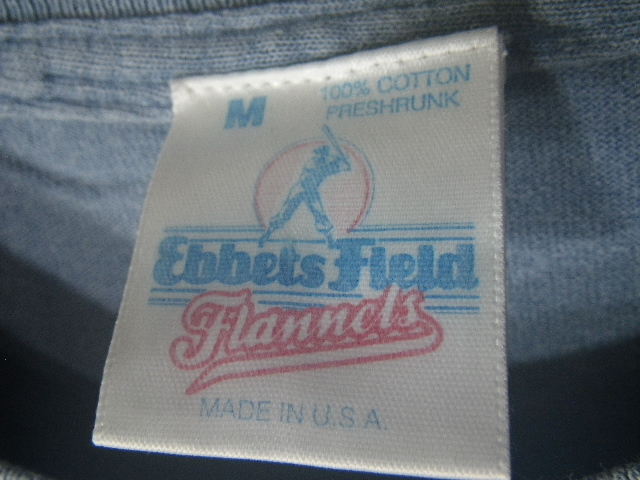 M
100% COTTON
PRESHRUNK
Ebbets Field
Flannels
MADE IN U.S.A.